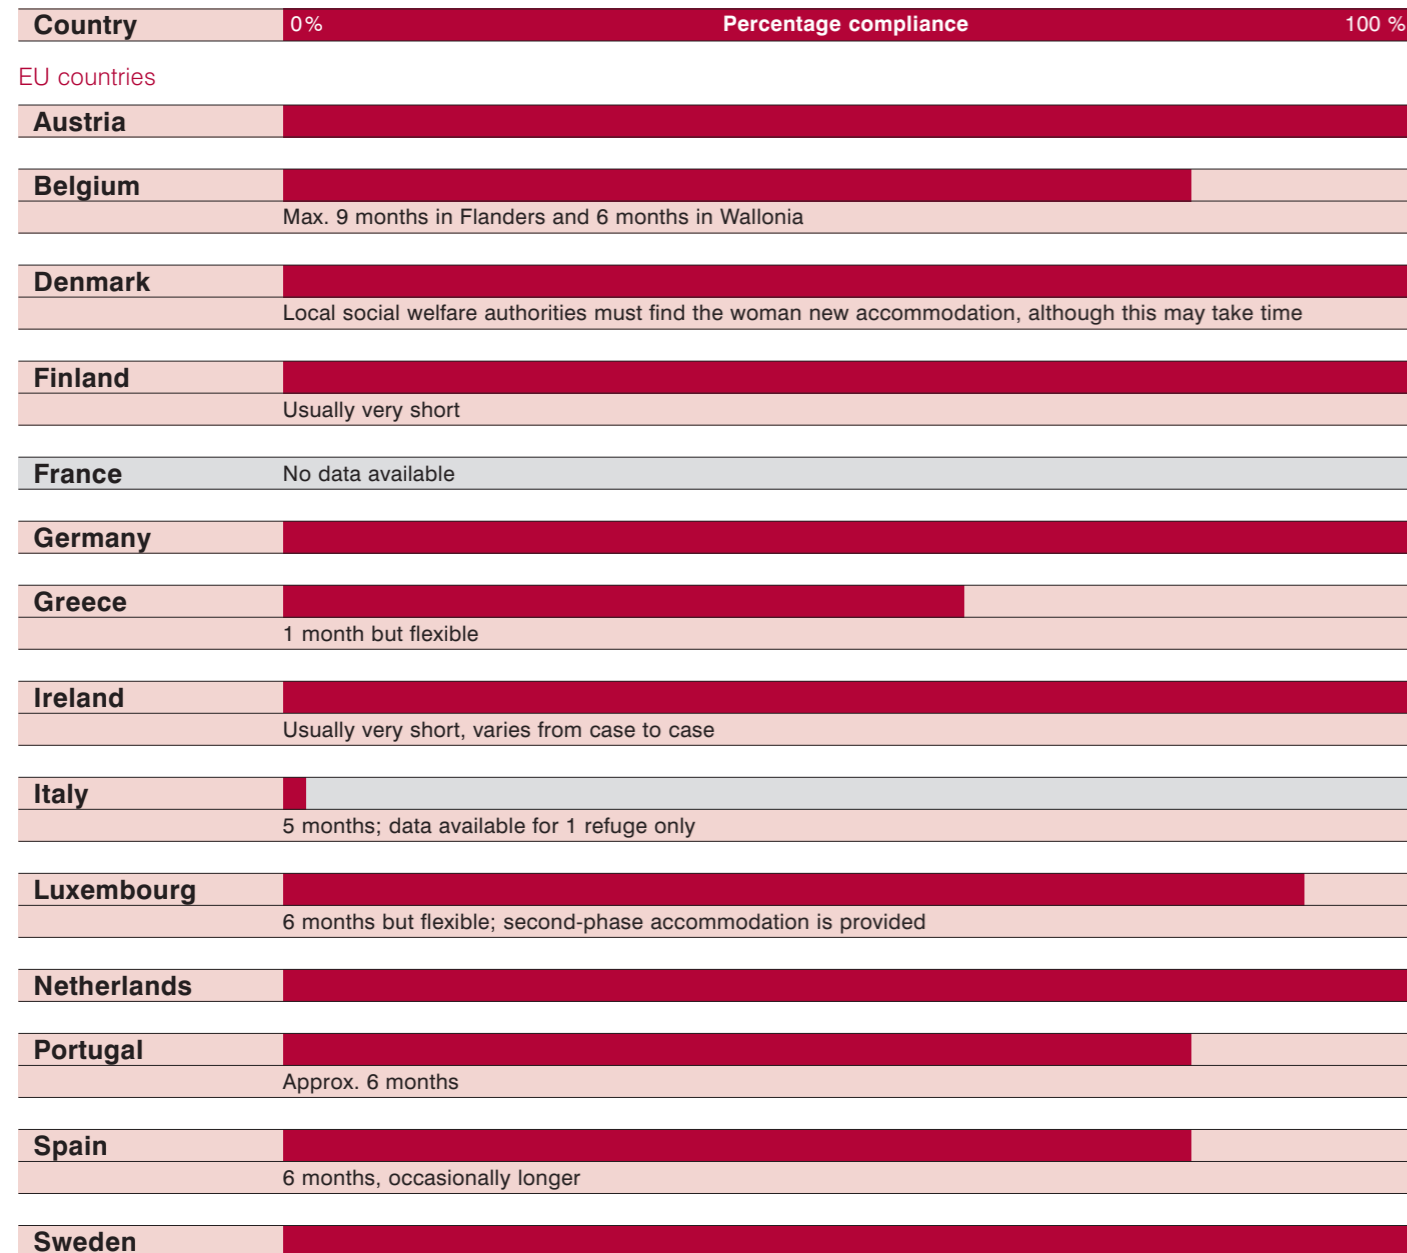 Country 0% Percentage compliance 100 %
EU countries
Austria
Belgium
Max. 9 months in Flanders and 6 months in Wallonia
Denmark
Local social welfare authorities must find the woman new accommodation, although this may take time
Finland
Usually very short
France No data available
Germany
Greece
1 month but flexible
Ireland
Usually very short, varies from case to case
Italy
5 months; data available for 1 refuge only
Luxembourg
6 months but flexible; second-phase accommodation is provided
Netherlands
Portugal
Approx. 6 months
Spain
6 months, occasionally longer
Sweden